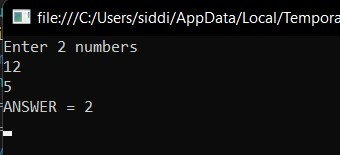 file:///C:/Users/siddi/AppData/Local/Tempora
Enter 2 numbers
12
5
ANSWER = 2